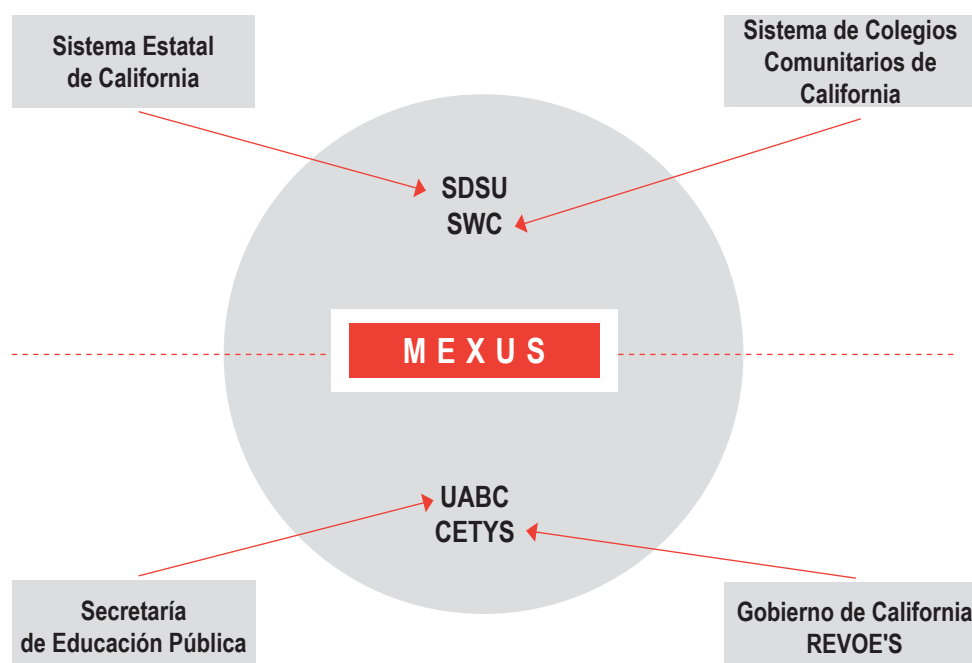 Sistema Estatal
de California
Sistema de Colegios
Comunitarios de
California
SDSU
SWC
MEXUS
UABC
CETYS
Secretaría
de Educación Pública
Gobierno de California
REVOE'S